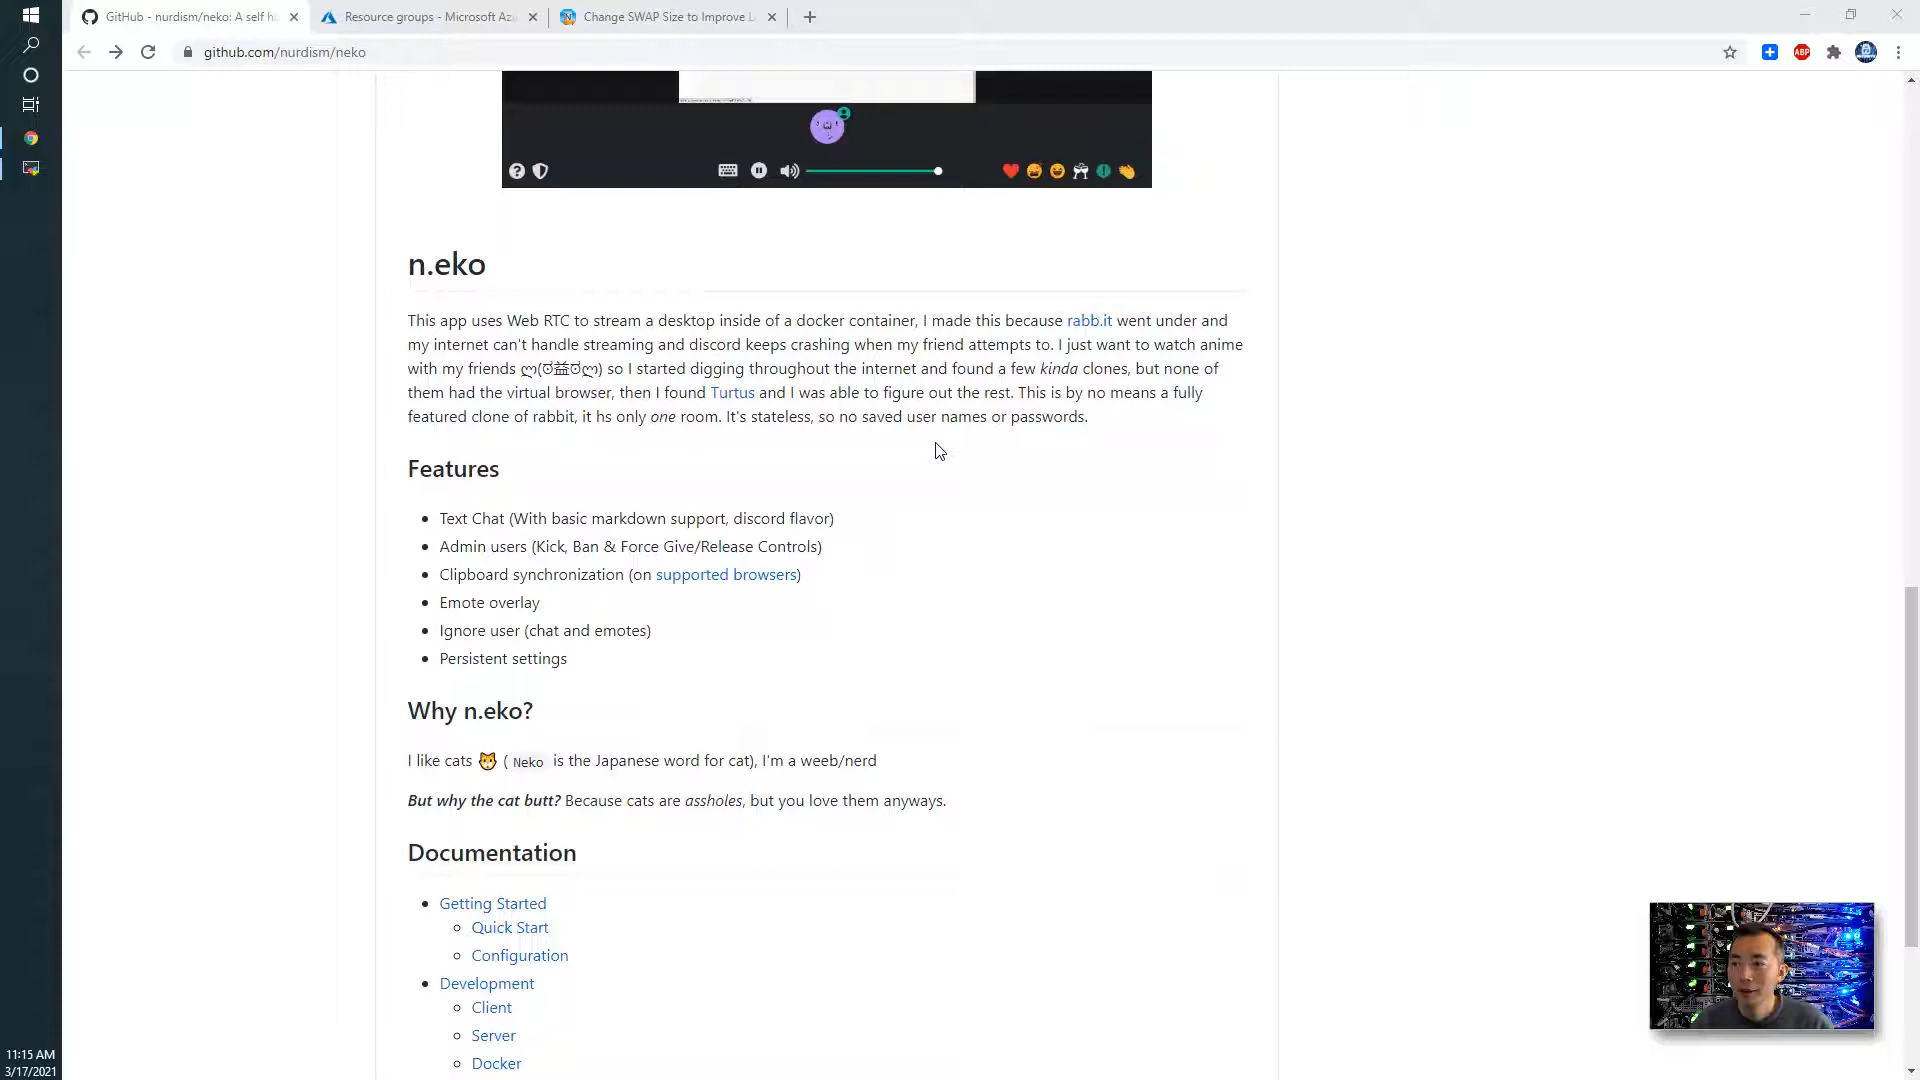 GitHub - nurdism/neko: A self h
Resource groups - Microsoft Az
Change SWAP Size to Improve L
github.com/nurdism/neko
ABP
n.eko
This app uses Web RTC to stream a desktop inside of a docker container, I made this because rabb.it went under and
my internet can't handle streaming and discord keeps crashing when my friend attempts to. I just want to watch anime
with my friends ლ(ಠ益ಠლ) so I started digging throughout the internet and found a few kinda clones, but none of
them had the virtual browser, then I found Turtus and I was able to figure out the rest. This is by no means a fully
featured clone of rabbit, it hs only one room. It's stateless, so no saved user names or passwords.
Features
Text Chat (With basic markdown support, discord flavor)
Admin users (Kick, Ban & Force Give/Release Controls)
Clipboard synchronization (on supported browsers)
Emote overlay
Ignore user (chat and emotes)
Persistent settings
Why n.eko?
I like cats 🐱 ( Neko is the Japanese word for cat), I'm a weeb/nerd
But why the cat butt? Because cats are assholes, but you love them anyways.
Documentation
Getting Started
Quick Start
Configuration
Development
Client
Server
Docker
11:15 AM
3/17/2021